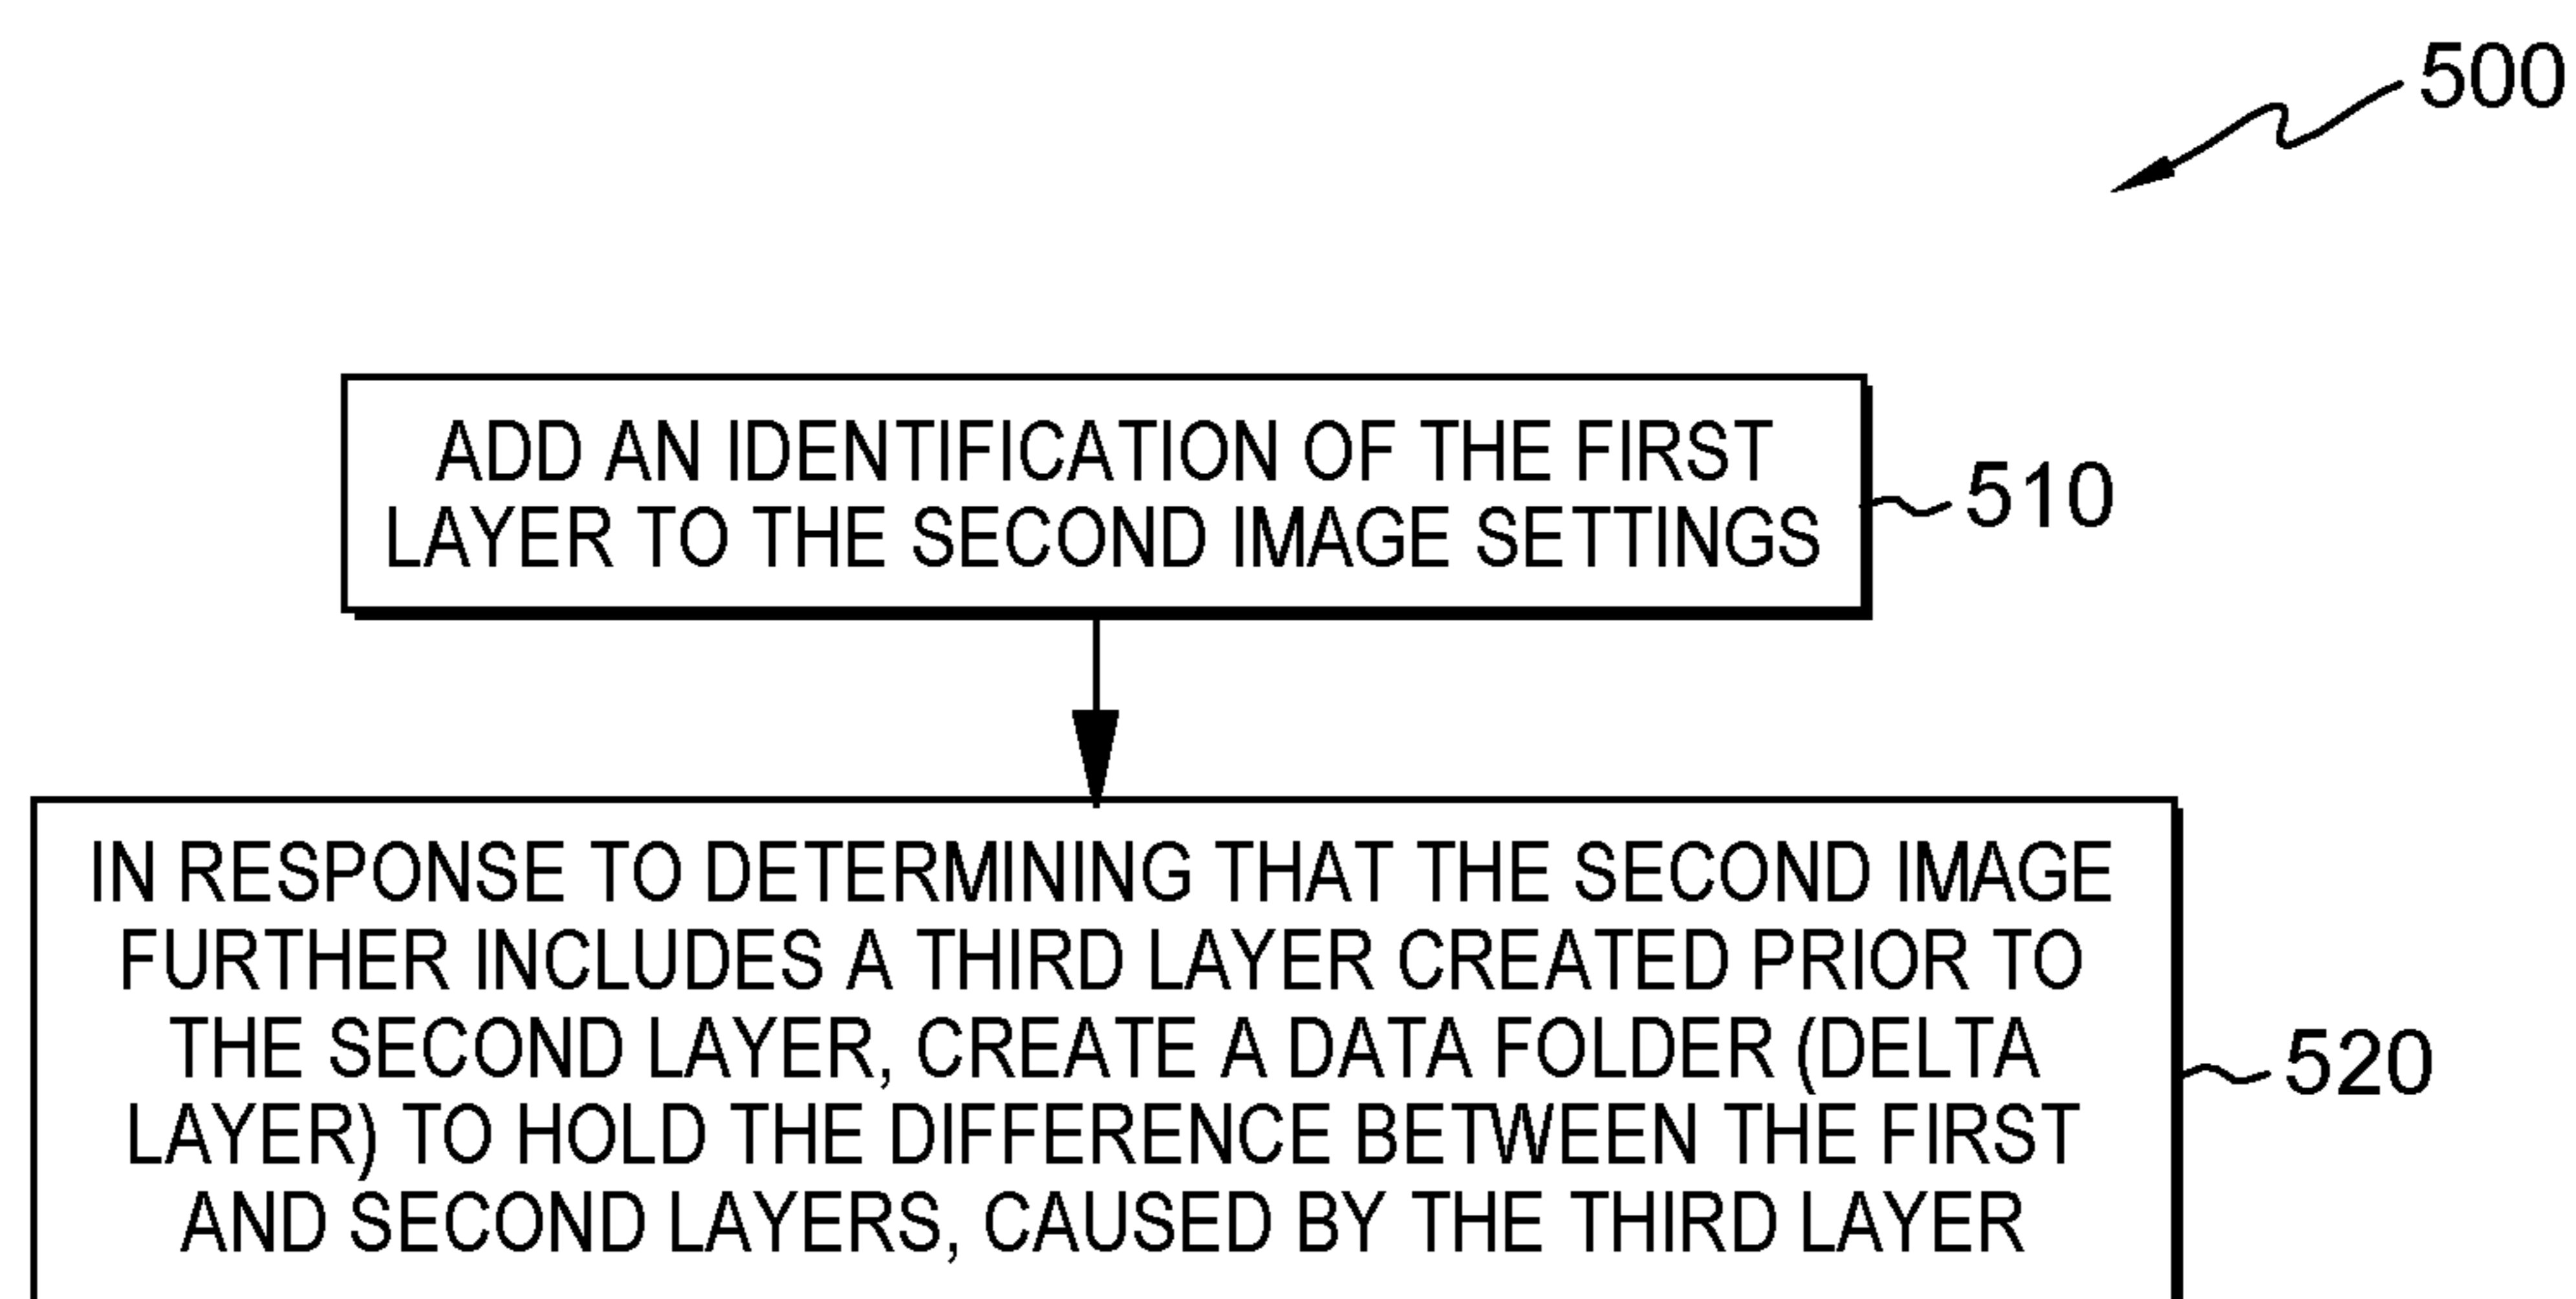 500
ADD AN IDENTIFICATION OF THE FIRST
LAYER TO THE SECOND IMAGE SETTINGS
510
IN RESPONSE TO DETERMINING THAT THE SECOND IMAGE
FURTHER INCLUDES A THIRD LAYER CREATED PRIOR TO
THE SECOND LAYER, CREATE A DATA FOLDER (DELTA
LAYER) TO HOLD THE DIFFERENCE BETWEEN THE FIRST
AND SECOND LAYERS, CAUSED BY THE THIRD LAYER
520